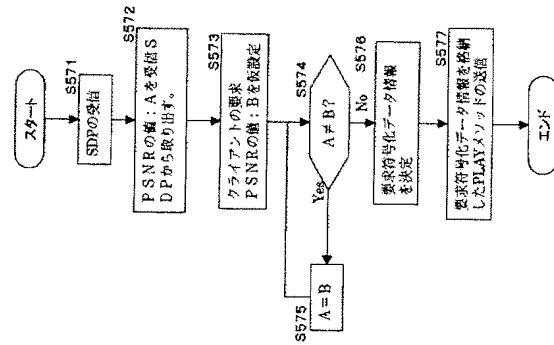 スタート
S571
SDPの受信
S572
PSNRの値:Aを受信S
DPから取り出す。
S573
クライアントの要求
PSNRの値:Bを仮設定
S574
A≠B?
Yes
No
S575
A=B
S576
要求符号化データ情報
を決定
S577
要求符号化データ情報を格納
したPLAYメソッドの送信
エンド